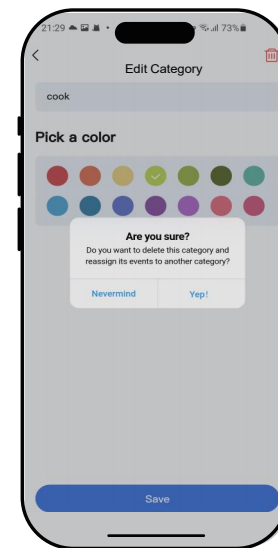 21:29
73%
Edit Category
cook
Pick a color
Are you sure?
Do you want to delete this category and
reassign its events to another category?
Nevermind
Yep!
Save